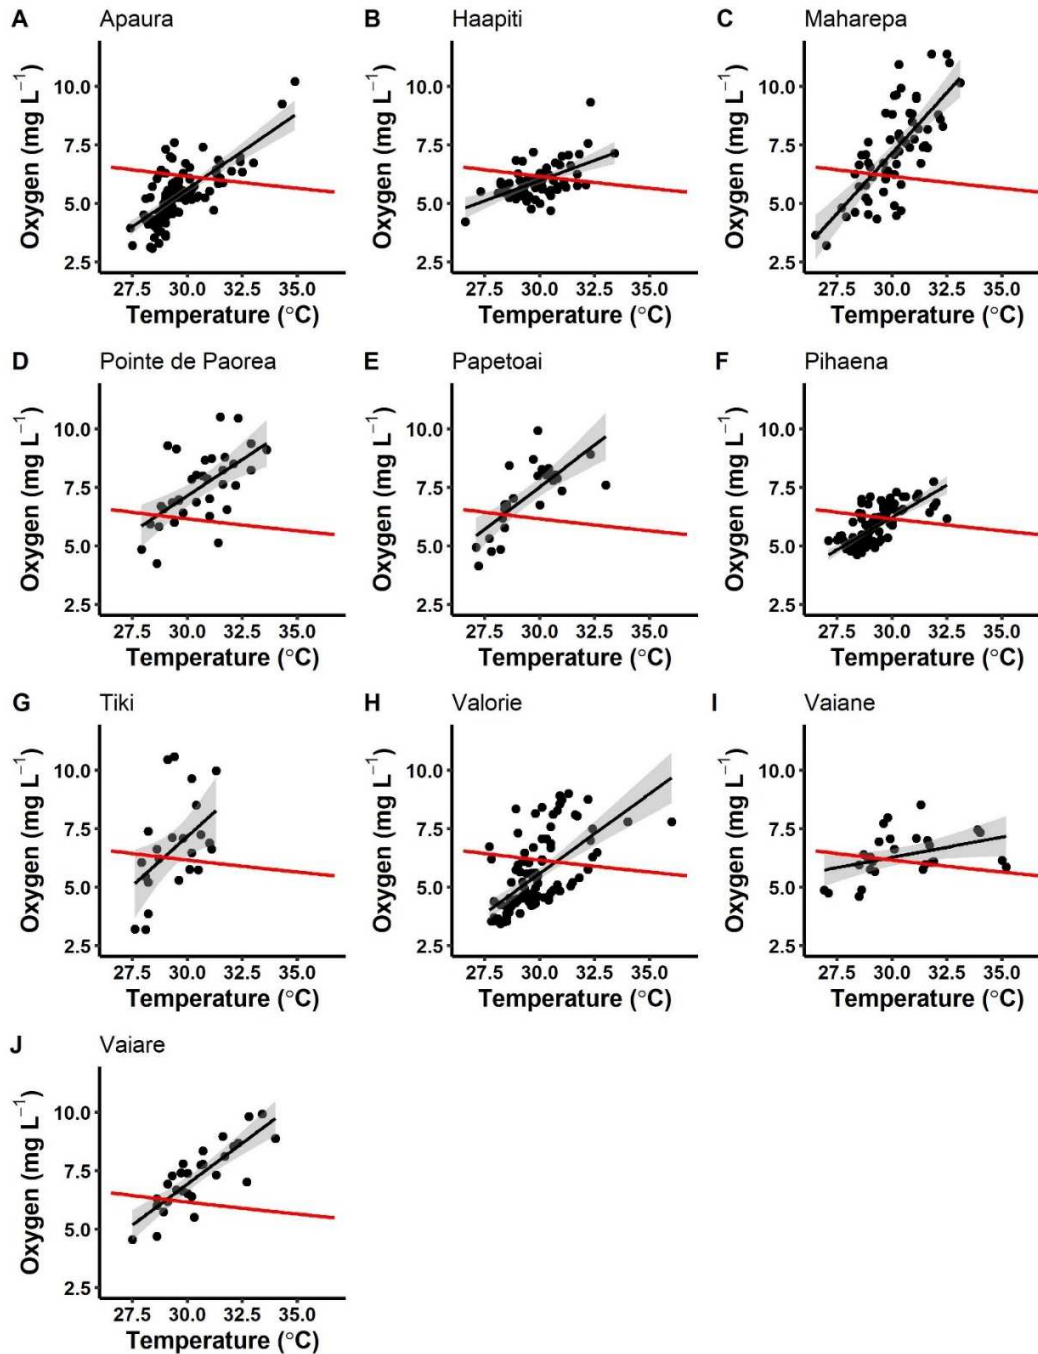 A Apaura
B Haapiti
C Maharepa
Oxygen (mg L⁻¹)
10.0
7.5
5.0
2.5
27.5 30.0 32.5 35.0
Temperature (°C)
Oxygen (mg L⁻¹)
10.0
7.5
5.0
2.5
27.5 30.0 32.5 35.0
Temperature (°C)
Oxygen (mg L⁻¹)
10.0
7.5
5.0
2.5
27.5 30.0 32.5 35.0
Temperature (°C)
D Pointe de Paorea
E Papetoai
F Pihaena
Oxygen (mg L⁻¹)
10.0
7.5
5.0
2.5
27.5 30.0 32.5 35.0
Temperature (°C)
Oxygen (mg L⁻¹)
10.0
7.5
5.0
2.5
27.5 30.0 32.5 35.0
Temperature (°C)
Oxygen (mg L⁻¹)
10.0
7.5
5.0
2.5
27.5 30.0 32.5 35.0
Temperature (°C)
G Tiki
H Valorie
I Vaiane
Oxygen (mg L⁻¹)
10.0
7.5
5.0
2.5
27.5 30.0 32.5 35.0
Temperature (°C)
Oxygen (mg L⁻¹)
10.0
7.5
5.0
2.5
27.5 30.0 32.5 35.0
Temperature (°C)
Oxygen (mg L⁻¹)
10.0
7.5
5.0
2.5
27.5 30.0 32.5 35.0
Temperature (°C)
J Vaiare
Oxygen (mg L⁻¹)
10.0
7.5
5.0
2.5
27.5 30.0 32.5 35.0
Temperature (°C)